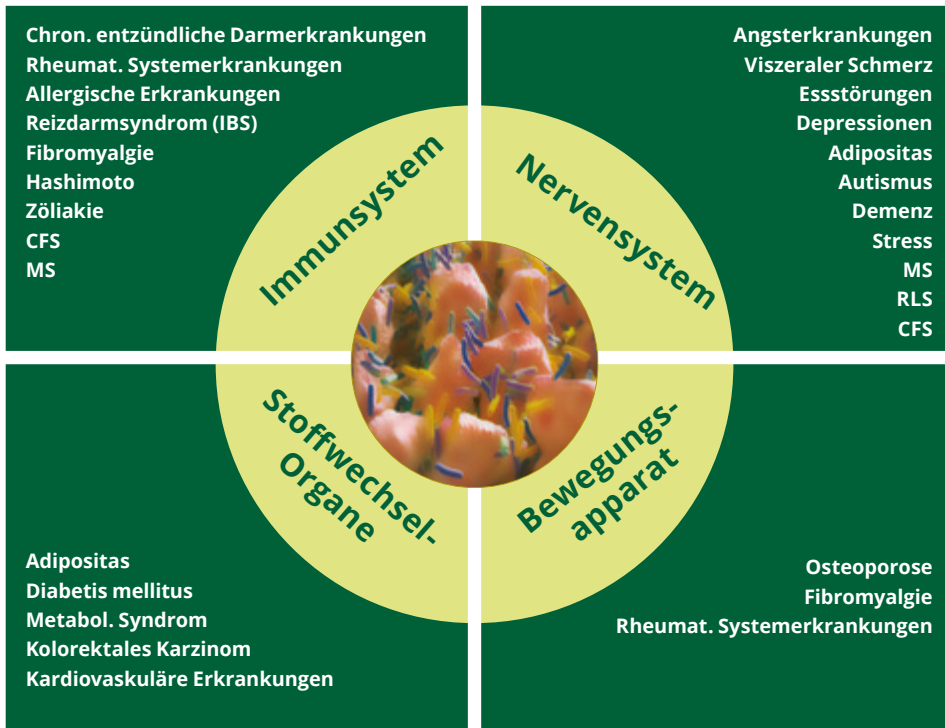 Chron. entzündliche Darmerkrankungen
Rheumat. Systemerkrankungen
Allergische Erkrankungen
Reizdarmsyndrom (IBS)
Fibromyalgie
Hashimoto
Zöliakie
CFS
MS
Immunsystem
Angsterkrankungen
Viszeraler Schmerz
Essstörungen
Depressionen
Adipositas
Autismus
Demenz
Stress
MS
RLS
CFS
Nervensystem
Stoffwechsel-
Organe
Adipositas
Diabetis mellitus
Metabol. Syndrom
Kolorektales Karzinom
Kardiovaskuläre Erkrankungen
Bewegungs-
apparat
Osteoporose
Fibromyalgie
Rheumat. Systemerkrankungen